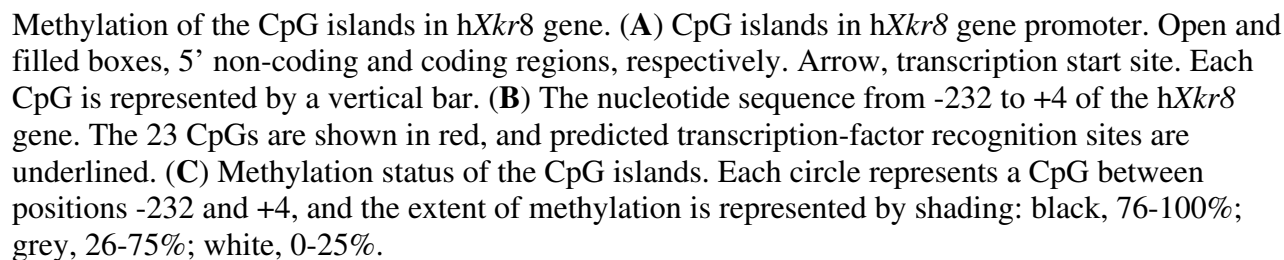 Methylation of the CpG islands in hXkr8 gene. (A) CpG islands in hXkr8 gene promoter. Open and
filled boxes, 5’ non-coding and coding regions, respectively. Arrow, transcription start site. Each
CpG is represented by a vertical bar. (B) The nucleotide sequence from -232 to +4 of the hXkr8
gene. The 23 CpGs are shown in red, and predicted transcription-factor recognition sites are
underlined. (C) Methylation status of the CpG islands. Each circle represents a CpG between
positions -232 and +4, and the extent of methylation is represented by shading: black, 76-100%;
grey, 26-75%; white, 0-25%.